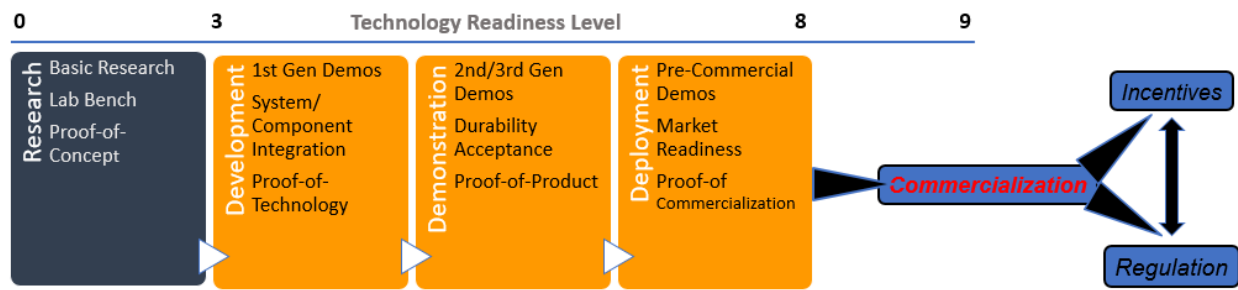 0 3 Technology Readiness Level 8 9
Research
Basic Research
Lab Bench
Proof-of-
Concept
Development
1st Gen Demos
System/
Component
Integration
Proof-of-
Technology
Demonstration
2nd/3rd Gen
Demos
Durability
Acceptance
Proof-of-Product
Deployment
Pre-Commercial
Demos
Market
Readiness
Proof-of
Commercialization
Commercialization
Incentives
Regulation